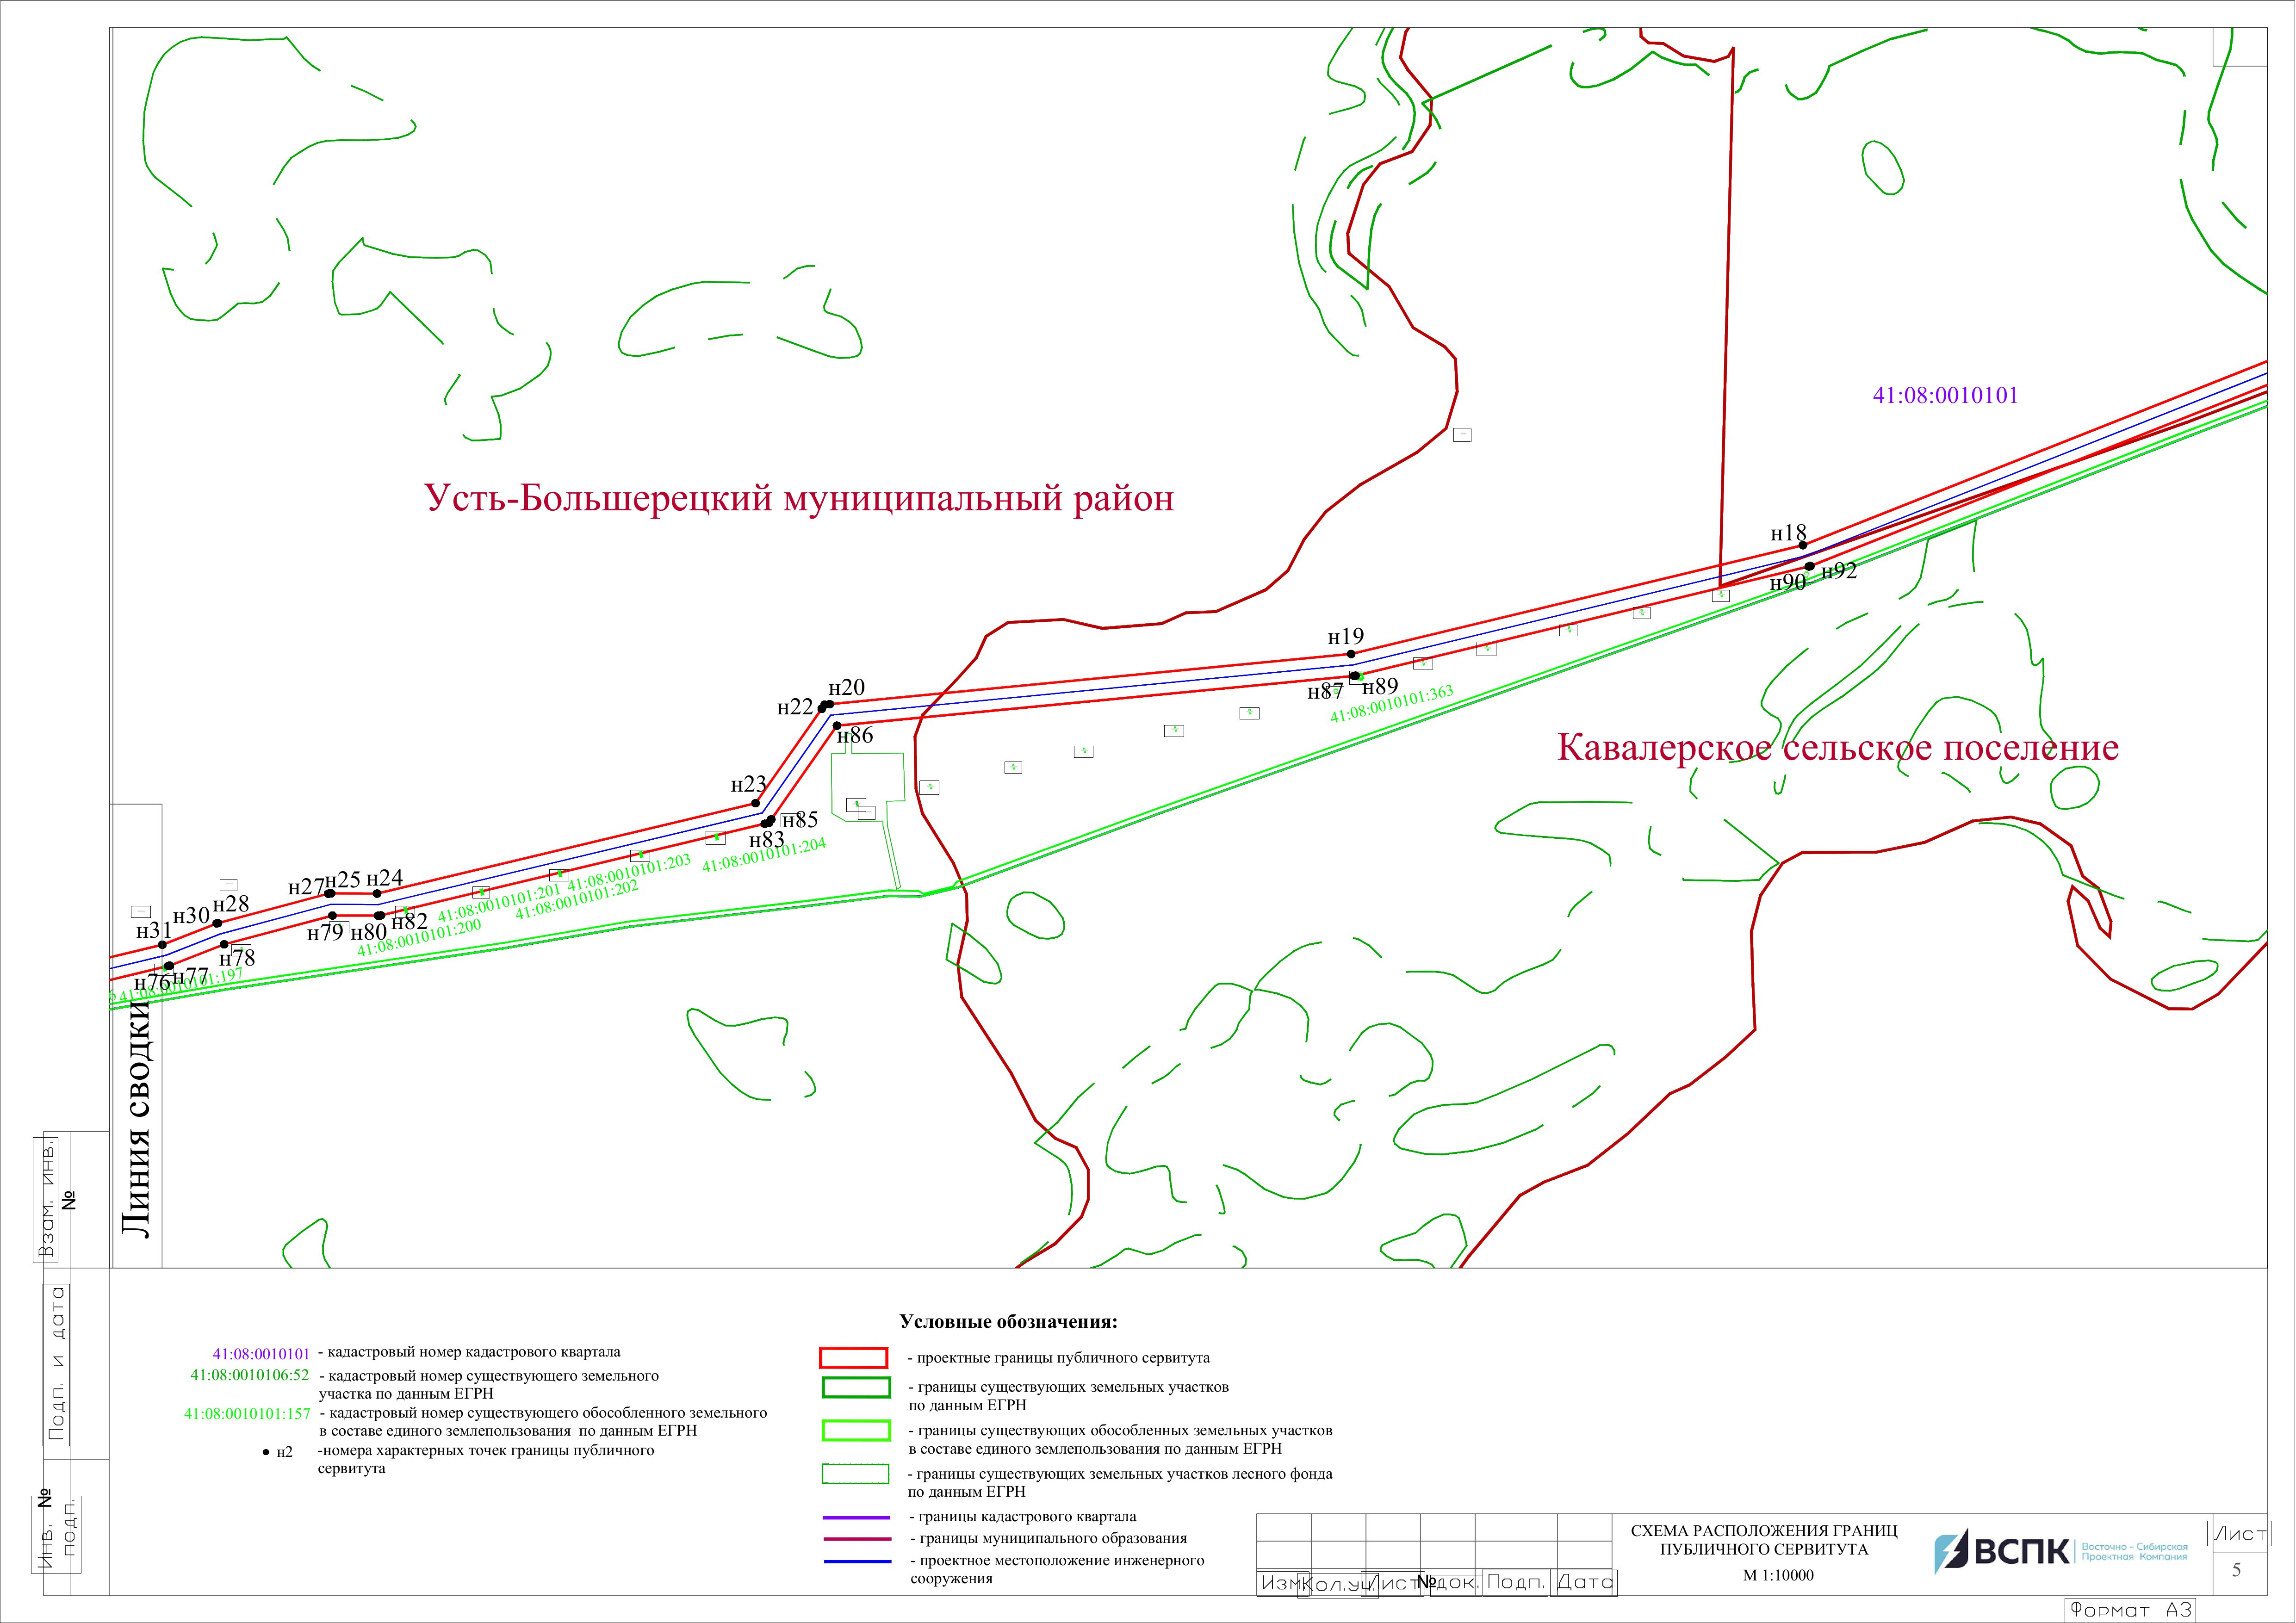 41:08:0010101
Усть-Большерецкий муниципальный район
н18
н90
н92
н19
н87
н89
41:08:0010101:363
н20
н22
н86
Кавалерское сельское поселение
н23
н85
н83
41:08:0010101:204
41:08:0010101:203
41:08:0010101:202
41:08:0010101:201
41:08:0010101:200
н27
н25
н24
н28
н30
н31
н79
н80
н82
н78
н76
н77
41:08:0010101:197
Линия сводки
Взам. инв. №
Подп. и дата
Инв. № подп.
Условные обозначения:
41:08:0010101 - кадастровый номер кадастрового квартала
41:08:0010106:52 - кадастровый номер существующего земельного
участка по данным ЕГРН
41:08:0010101:157 - кадастровый номер существующего обособленного земельного
в составе единого землепользования по данным ЕГРН
н2 -номера характерных точек границы публичного
сервитута
- проектные границы публичного сервитута
- границы существующих земельных участков
по данным ЕГРН
- границы существующих обособленных земельных участков
в составе единого землепользования по данным ЕГРН
- границы существующих земельных участков лесного фонда
по данным ЕГРН
- границы кадастрового квартала
- границы муниципального образования
- проектное местоположение инженерного
сооружения
Изм Кол.уч. Лист №док. Подп. Дата
СХЕМА РАСПОЛОЖЕНИЯ ГРАНИЦ
ПУБЛИЧНОГО СЕРВИТУТА
М 1:10000
ВСПК
Восточно - Сибирская
Проектная Компания
Лист
5
Формат А3